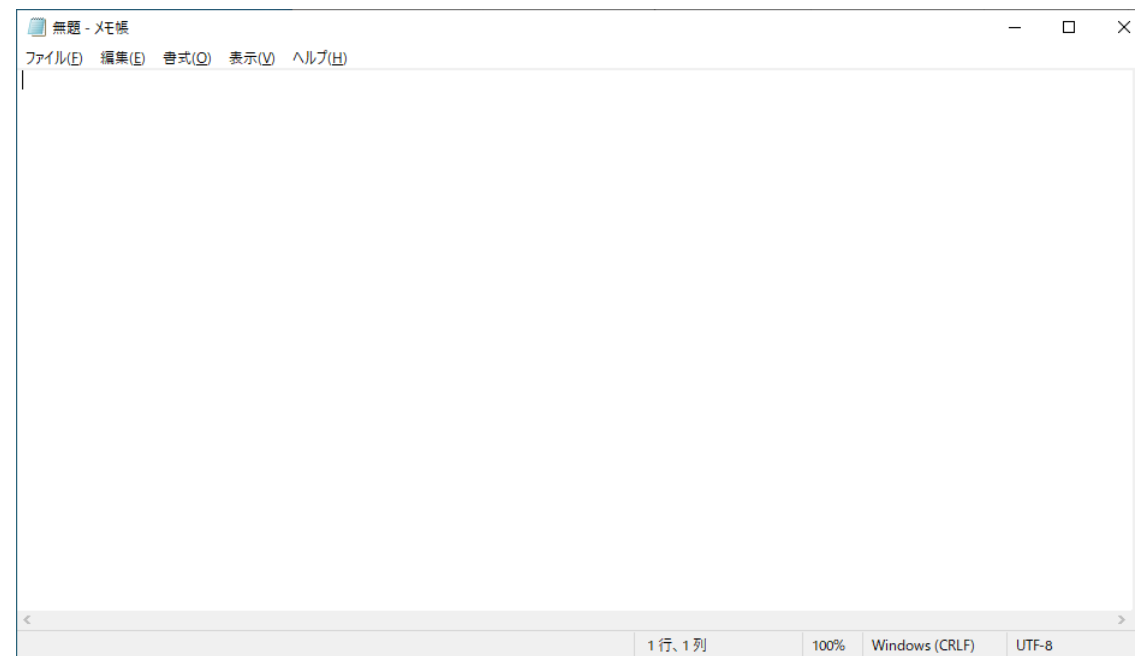 無題 - メモ帳
ファイル(F) 編集(E) 書式(O) 表示(V) ヘルプ(H)
1 行、1 列 100% Windows (CRLF) UTF-8